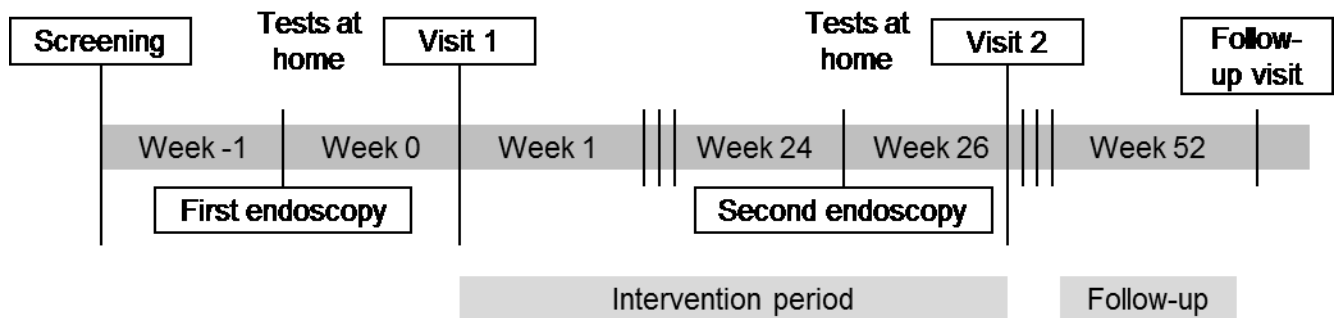 Screening
Tests at
home
Visit 1
Tests at
home
Visit 2
Follow-
up visit
Week -1
Week 0
Week 1
Week 24
Week 26
Week 52
First endoscopy
Second endoscopy
Intervention period
Follow-up